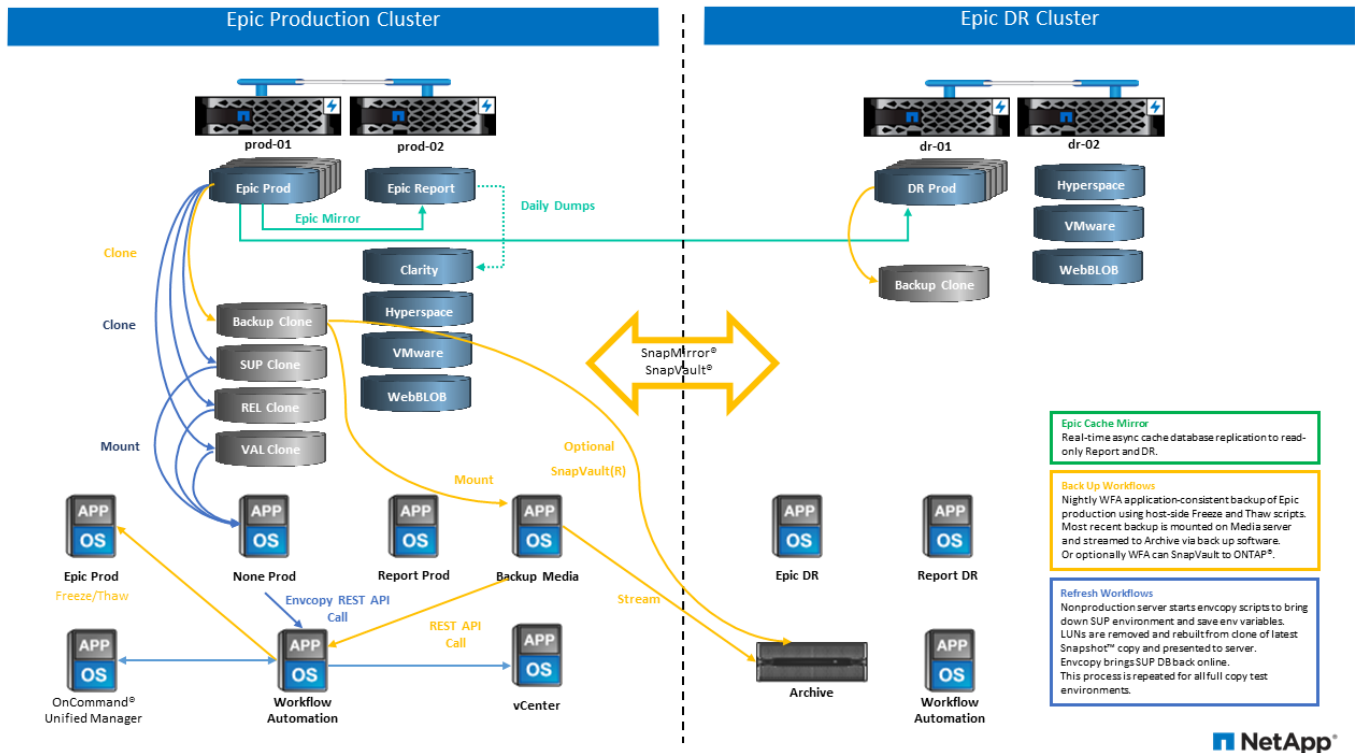 Epic Production Cluster
Epic DR Cluster
prod-01
prod-02
dr-01
dr-02
Epic Prod
Epic Report
DR Prod
Hyperspace
Daily Dumps
Epic Mirror
VMware
Clone
Clarity
WebBLOB
Backup Clone
Hyperspace
Backup Clone
Clone
SnapMirror®
SnapVault®
VMware
SUP Clone
WebBLOB
REL Clone
Mount
VAL Clone
Optional
SnapVault(R)
Mount
Epic Cache Mirror
Real-time async cache database replication to read-
only Report and DR.
Back Up Workflows
Nightly WFA application-consistent backup of Epic
production using host-side Freeze and Thaw scripts.
Most recent backup is mounted on Media server
and streamed to Archive via back up software.
Or optionally WFA can SnapVault to ONTAP®.
Refresh Workflows
Nonproduction server starts envcopy scripts to bring
down SUP environment and save env variables.
LUNs are removed and rebuilt from clone of latest
Snapshot™ copy and presented to server.
Envcopy brings SUP DB back online.
This process is repeated for all full copy test
environments.
APP
OS
APP
OS
APP
OS
APP
OS
APP
OS
APP
OS
Epic Prod
Freeze/Thaw
None Prod
Report Prod
Backup Media
Epic DR
Report DR
Envcopy REST API
Call
REST API
Call
Stream
APP
OS
APP
OS
APP
OS
APP
OS
OnCommand®
Unified Manager
Workflow
Automation
vCenter
Archive
Workflow
Automation
NetApp®